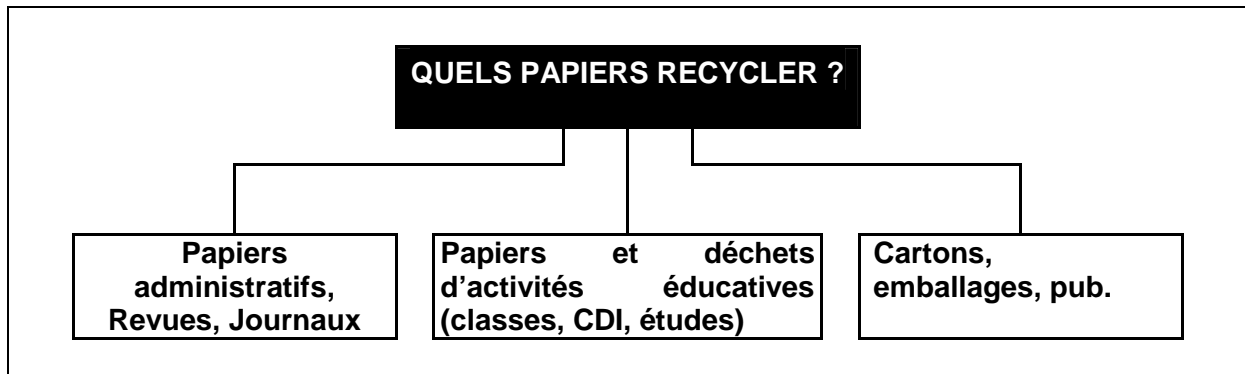 QUELS PAPIERS RECYCLER ?
Papiers
administratifs,
Revues, Journaux
Papiers et déchets
d'activités éducatives
(classes, CDI, études)
Cartons,
emballages, pub.